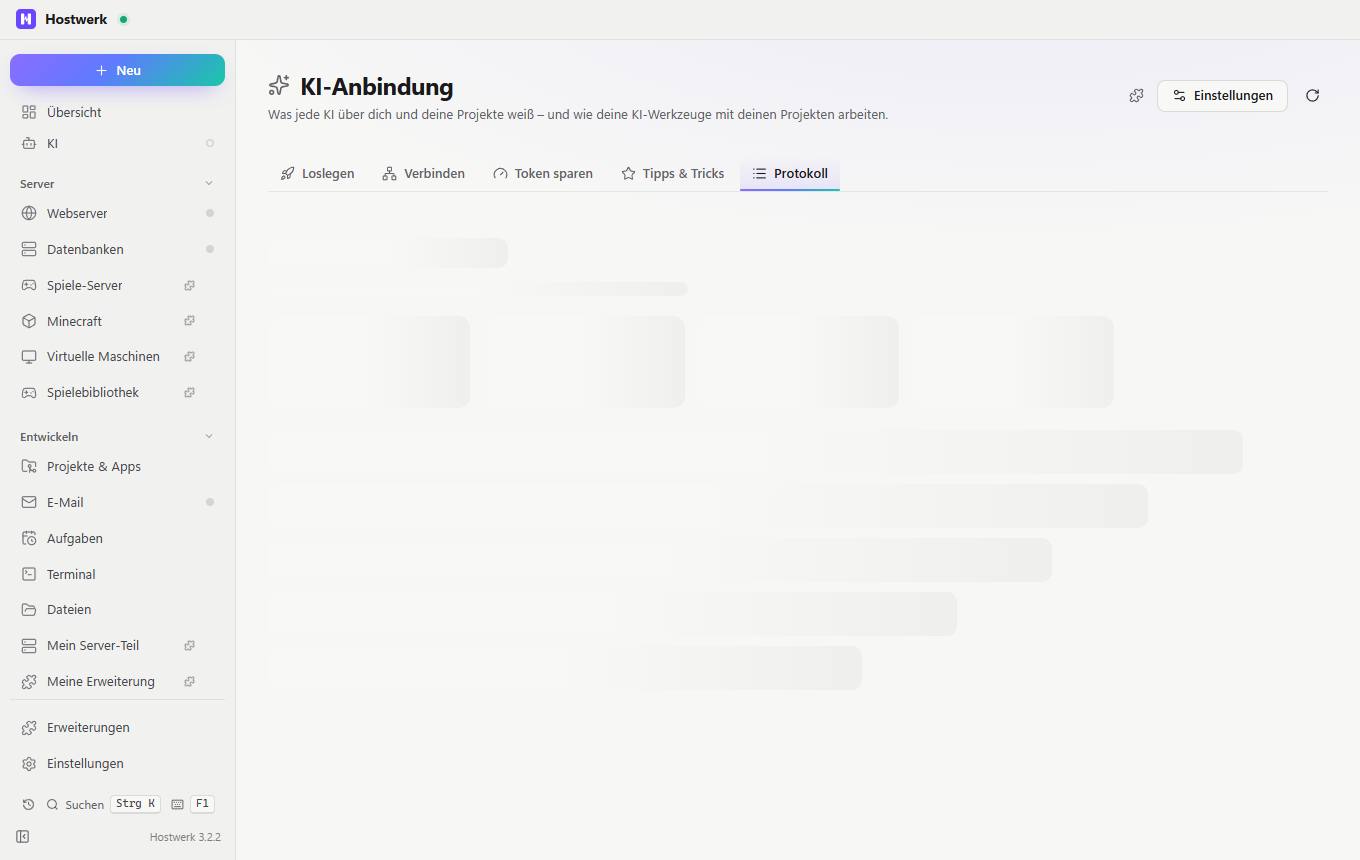 Hostwerk
Neu
Übersicht
KI
Server
Webserver
Datenbanken
Spiele-Server
Minecraft
Virtuelle Maschinen
Spielebibliothek
Entwickeln
Projekte & Apps
E-Mail
Aufgaben
Terminal
Dateien
Mein Server-Teil
Meine Erweiterung
Erweiterungen
Einstellungen
Suchen Strg K F1
Hostwerk 3.2.2
KI-Anbindung
Was jede KI über dich und deine Projekte weiß – und wie deine KI-Werkzeuge mit deinen Projekten arbeiten.
Einstellungen
Loslegen Verbinden Token sparen Tipps & Tricks Protokoll